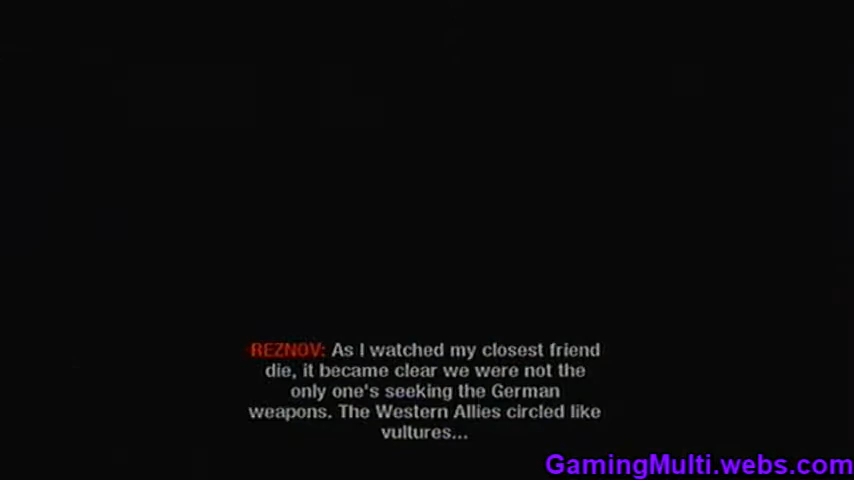 REZNOV: As I watched my closest friend
die, it became clear we were not the
only one's seeking the German
weapons. The Western Allies circled like
vultures...
GamingMulti.webs.com